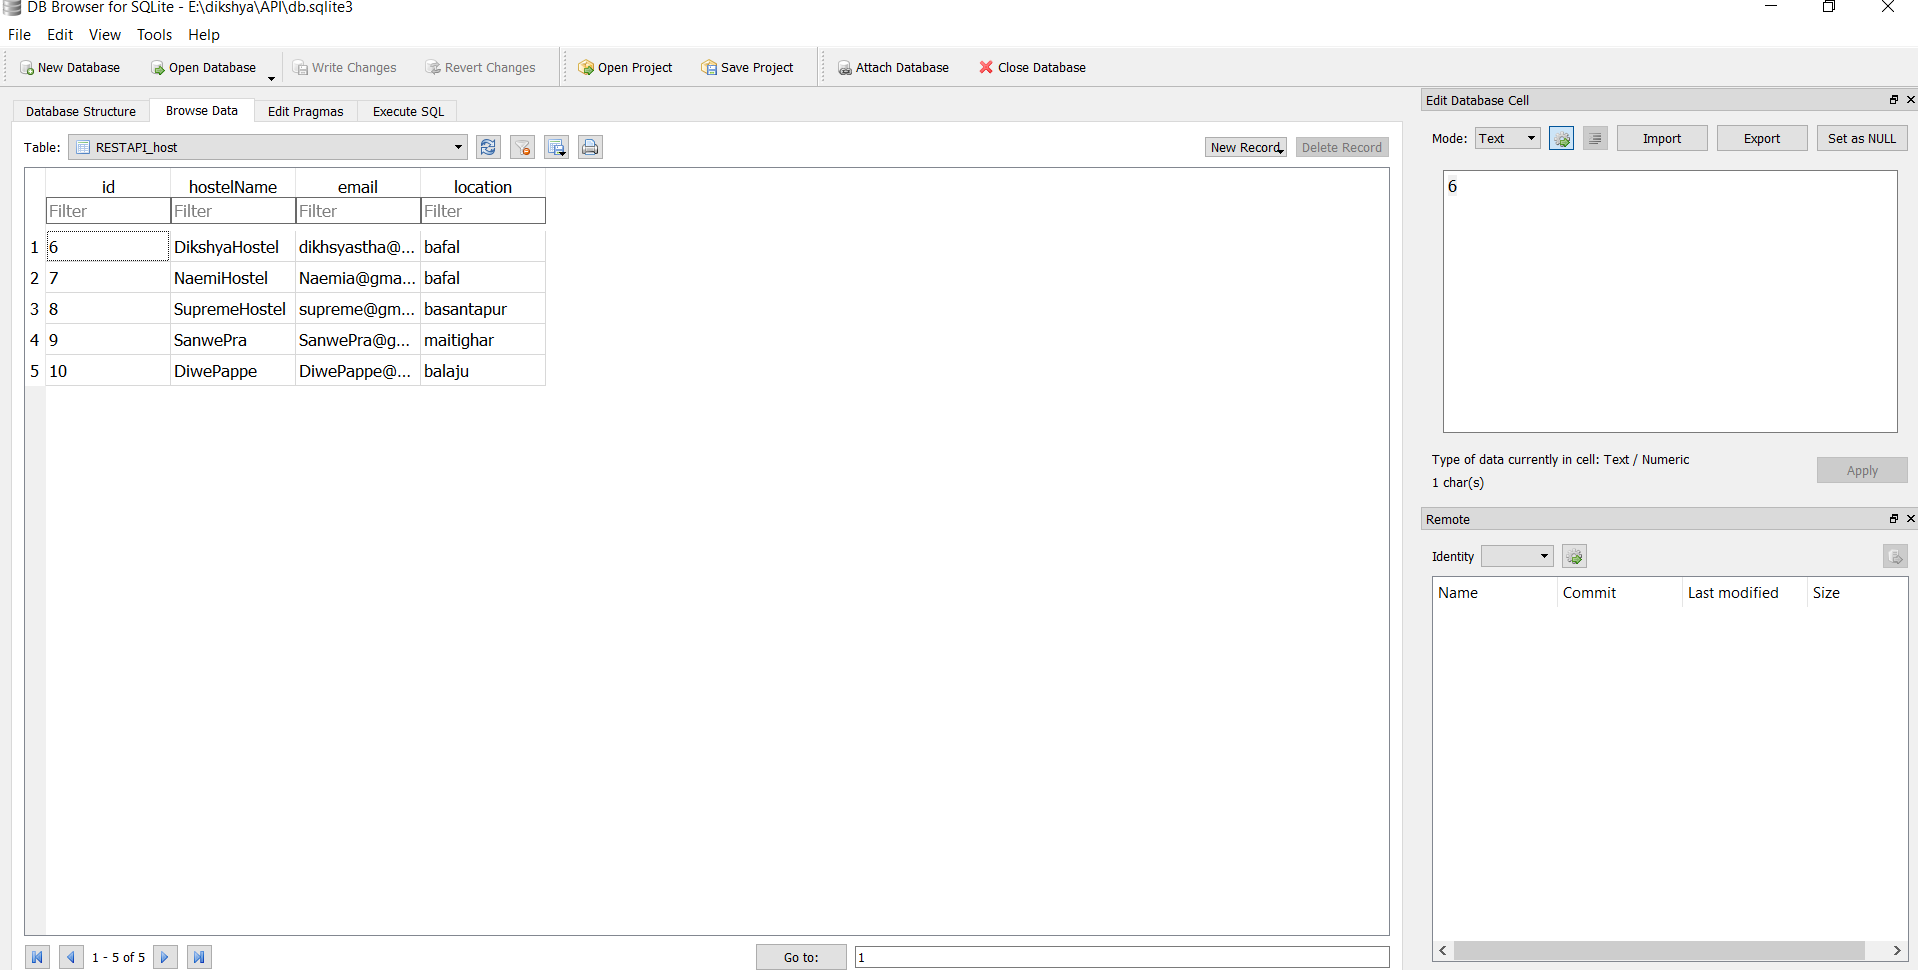 DB Browser for SQLite - E:\dikshya\API\db.sqlite3
File Edit View Tools Help
New Database Open Database Write Changes Revert Changes Open Project Save Project Attach Database Close Database
Database Structure Browse Data Edit Pragmas Execute SQL
Table: RESTAPI_host New Record Delete Record
id hostelName email location
Filter Filter Filter Filter
1 6 DikshyaHostel dikhsyastha@... bafal
2 7 NaemiHostel Naemia@gma... bafal
3 8 SupremeHostel supreme@gm... basantapur
4 9 SanwePra SanwePra@g... maitighar
5 10 DiwePappe DiwePappe@... balaju
1 - 5 of 5 Go to: 1
Edit Database Cell
Mode: Text Import Export Set as NULL
6
Type of data currently in cell: Text / Numeric
1 char(s)
Apply
Remote
Identity
Name Commit Last modified Size